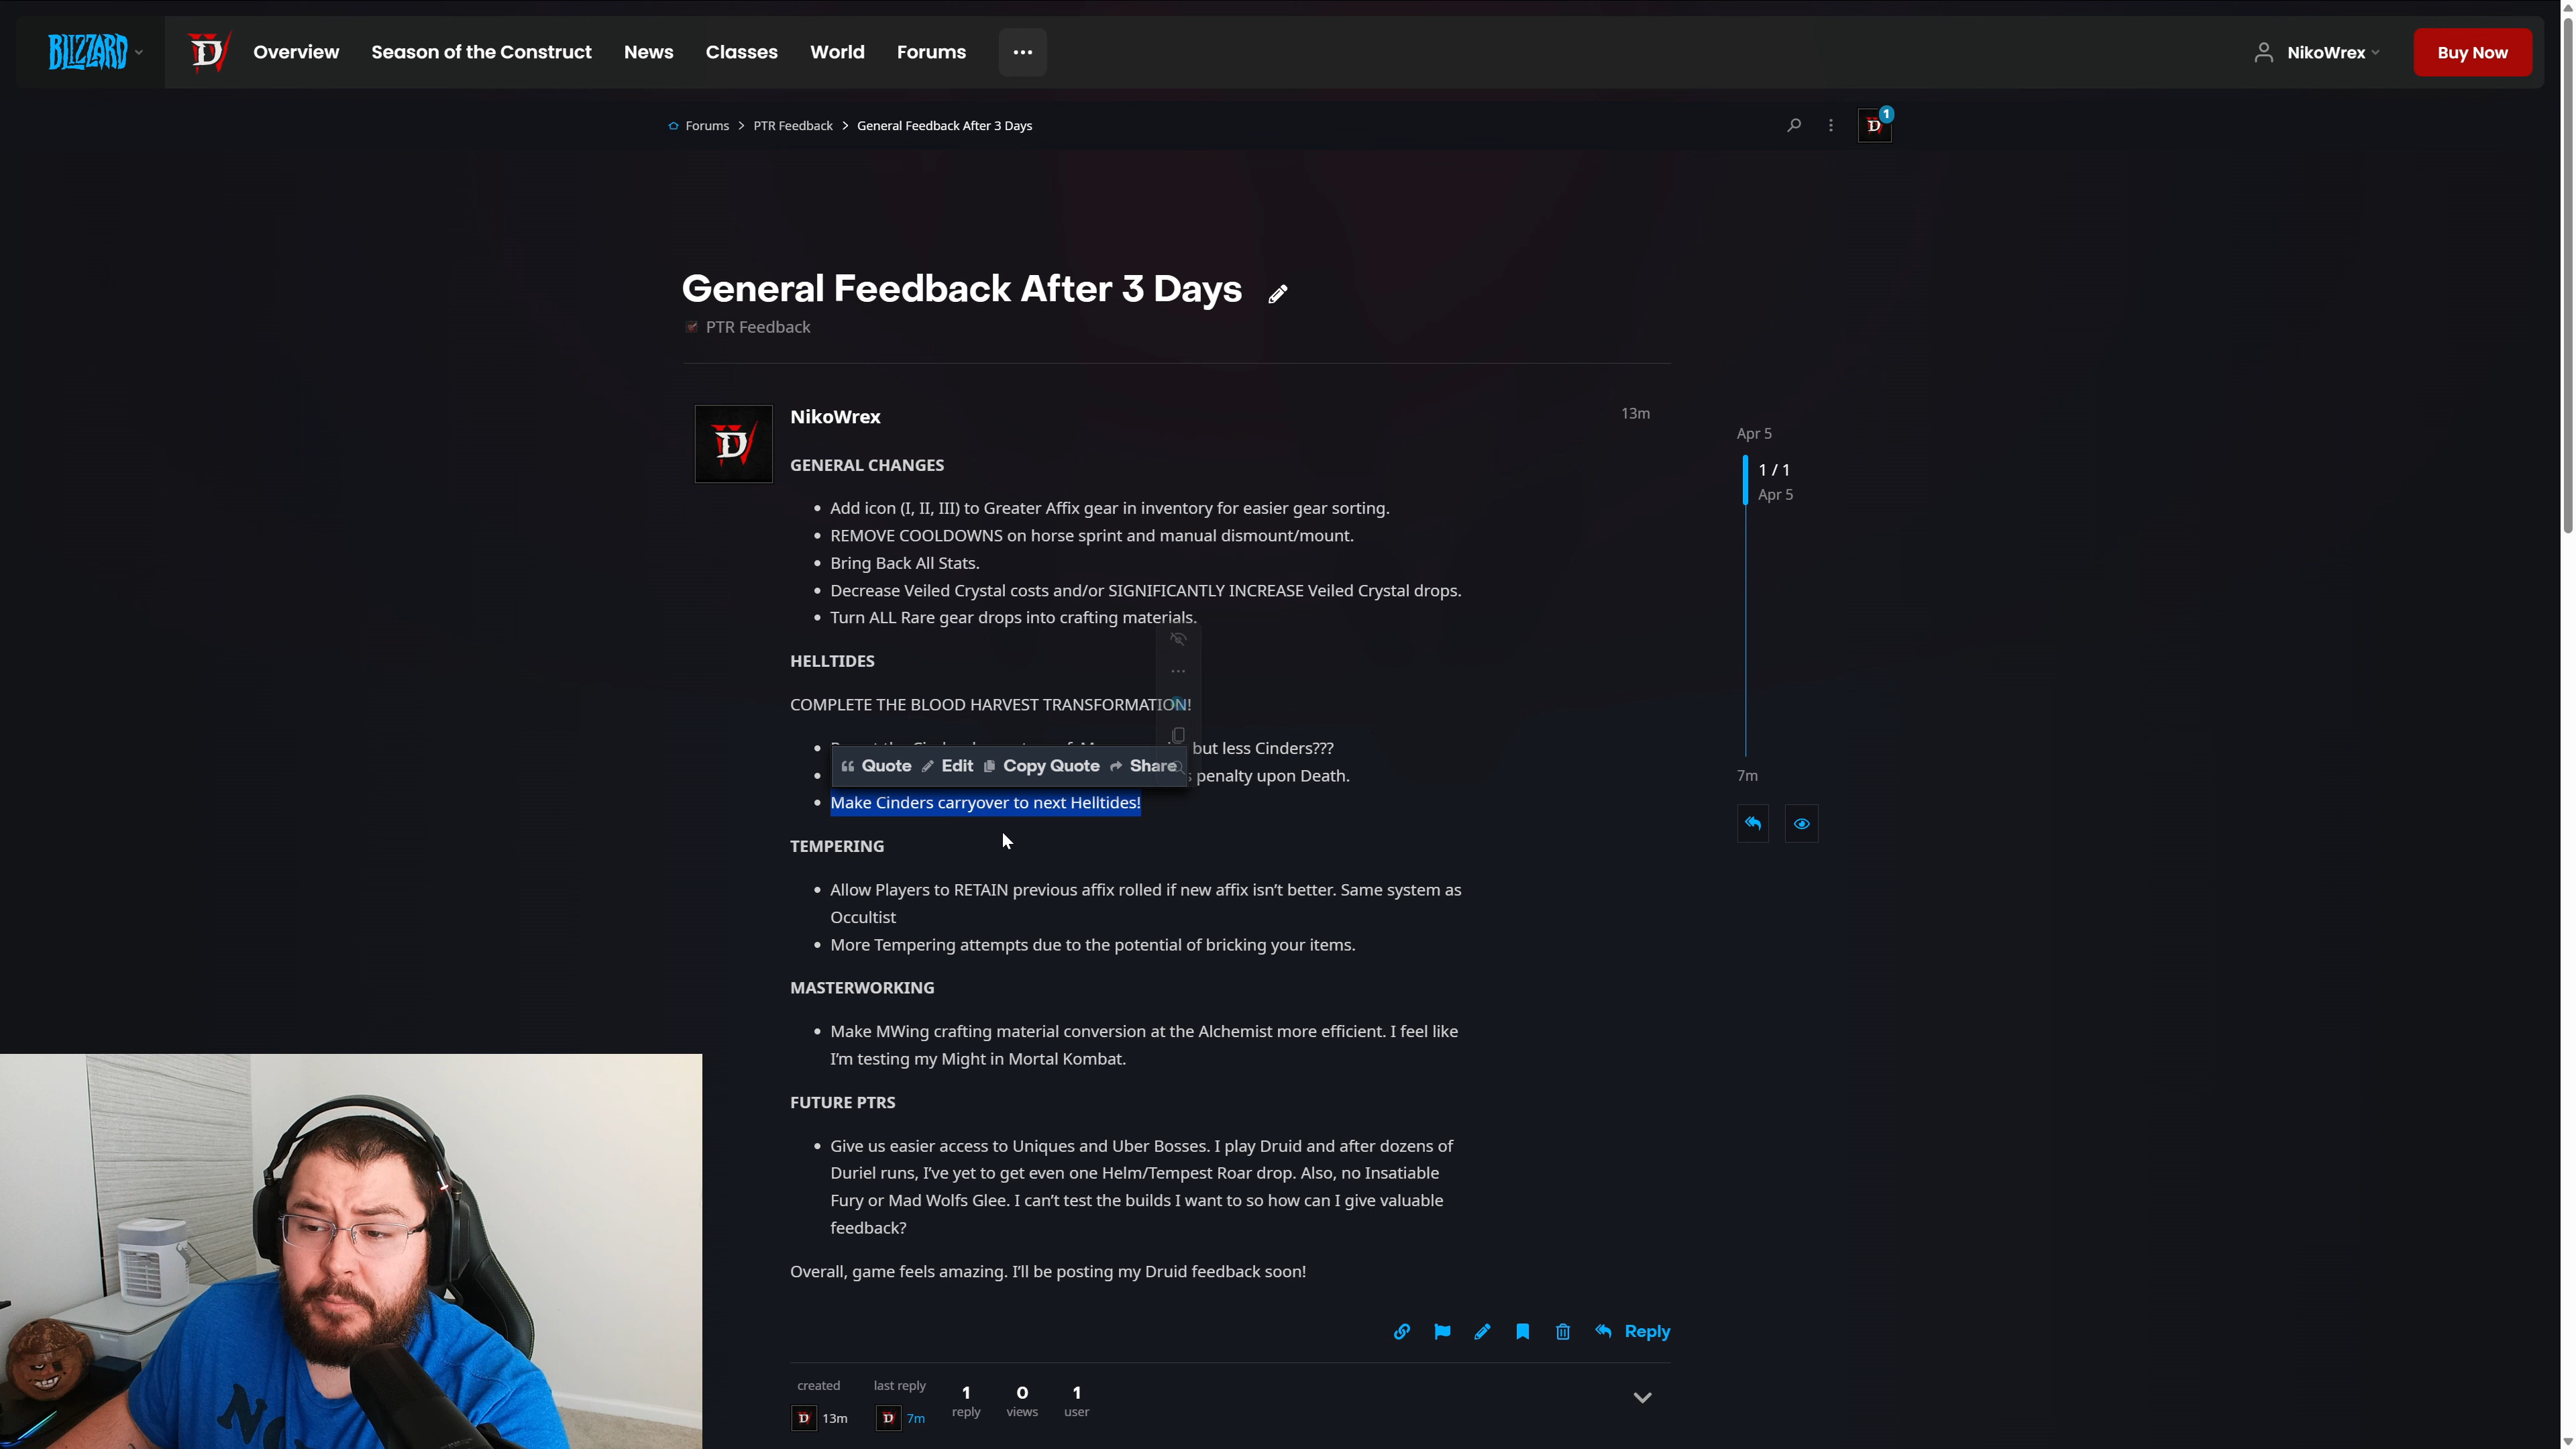 BLIZZARD
D
Overview
Season of the Construct
News
Classes
World
Forums
NikoWrex
Buy Now
Forums > PTR Feedback > General Feedback After 3 Days
1
General Feedback After 3 Days
PTR Feedback
NikoWrex
13m
GENERAL CHANGES
• Add icon (I, II, III) to Greater Affix gear in inventory for easier gear sorting.
• REMOVE COOLDOWNS on horse sprint and manual dismount/mount.
• Bring Back All Stats.
• Decrease Veiled Crystal costs and/or SIGNIFICANTLY INCREASE Veiled Crystal drops.
• Turn ALL Rare gear drops into crafting materials.
HELLTIDES
COMPLETE THE BLOOD HARVEST TRANSFORMATION!
• but less Cinders???
Quote Edit Copy Quote Share
• penalty upon Death.
• Make Cinders carryover to next Helltides!
TEMPERING
• Allow Players to RETAIN previous affix rolled if new affix isn't better. Same system as
Occultist
• More Tempering attempts due to the potential of bricking your items.
MASTERWORKING
• Make MWing crafting material conversion at the Alchemist more efficient. I feel like
I'm testing my Might in Mortal Kombat.
FUTURE PTRS
• Give us easier access to Uniques and Uber Bosses. I play Druid and after dozens of
Duriel runs, I've yet to get even one Helm/Tempest Roar drop. Also, no Insatiable
Fury or Mad Wolfs Glee. I can't test the builds I want to so how can I give valuable
feedback?
Overall, game feels amazing. I'll be posting my Druid feedback soon!
Reply
created
13m
last reply
7m
1
reply
0
views
1
user
Apr 5
1 / 1
Apr 5
7m